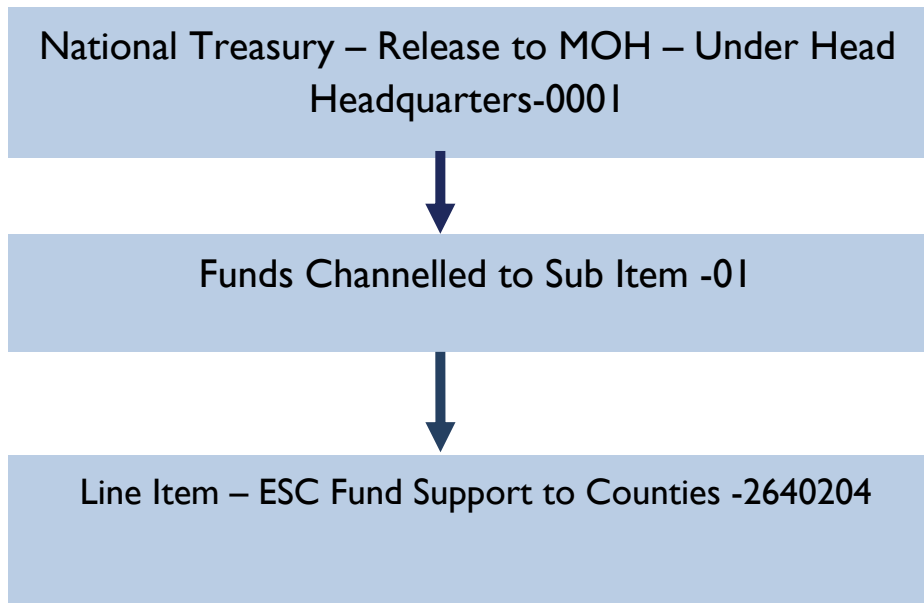 National Treasury – Release to MOH – Under Head
Headquarters-0001
Funds Channelled to Sub Item -01
Line Item – ESC Fund Support to Counties -2640204